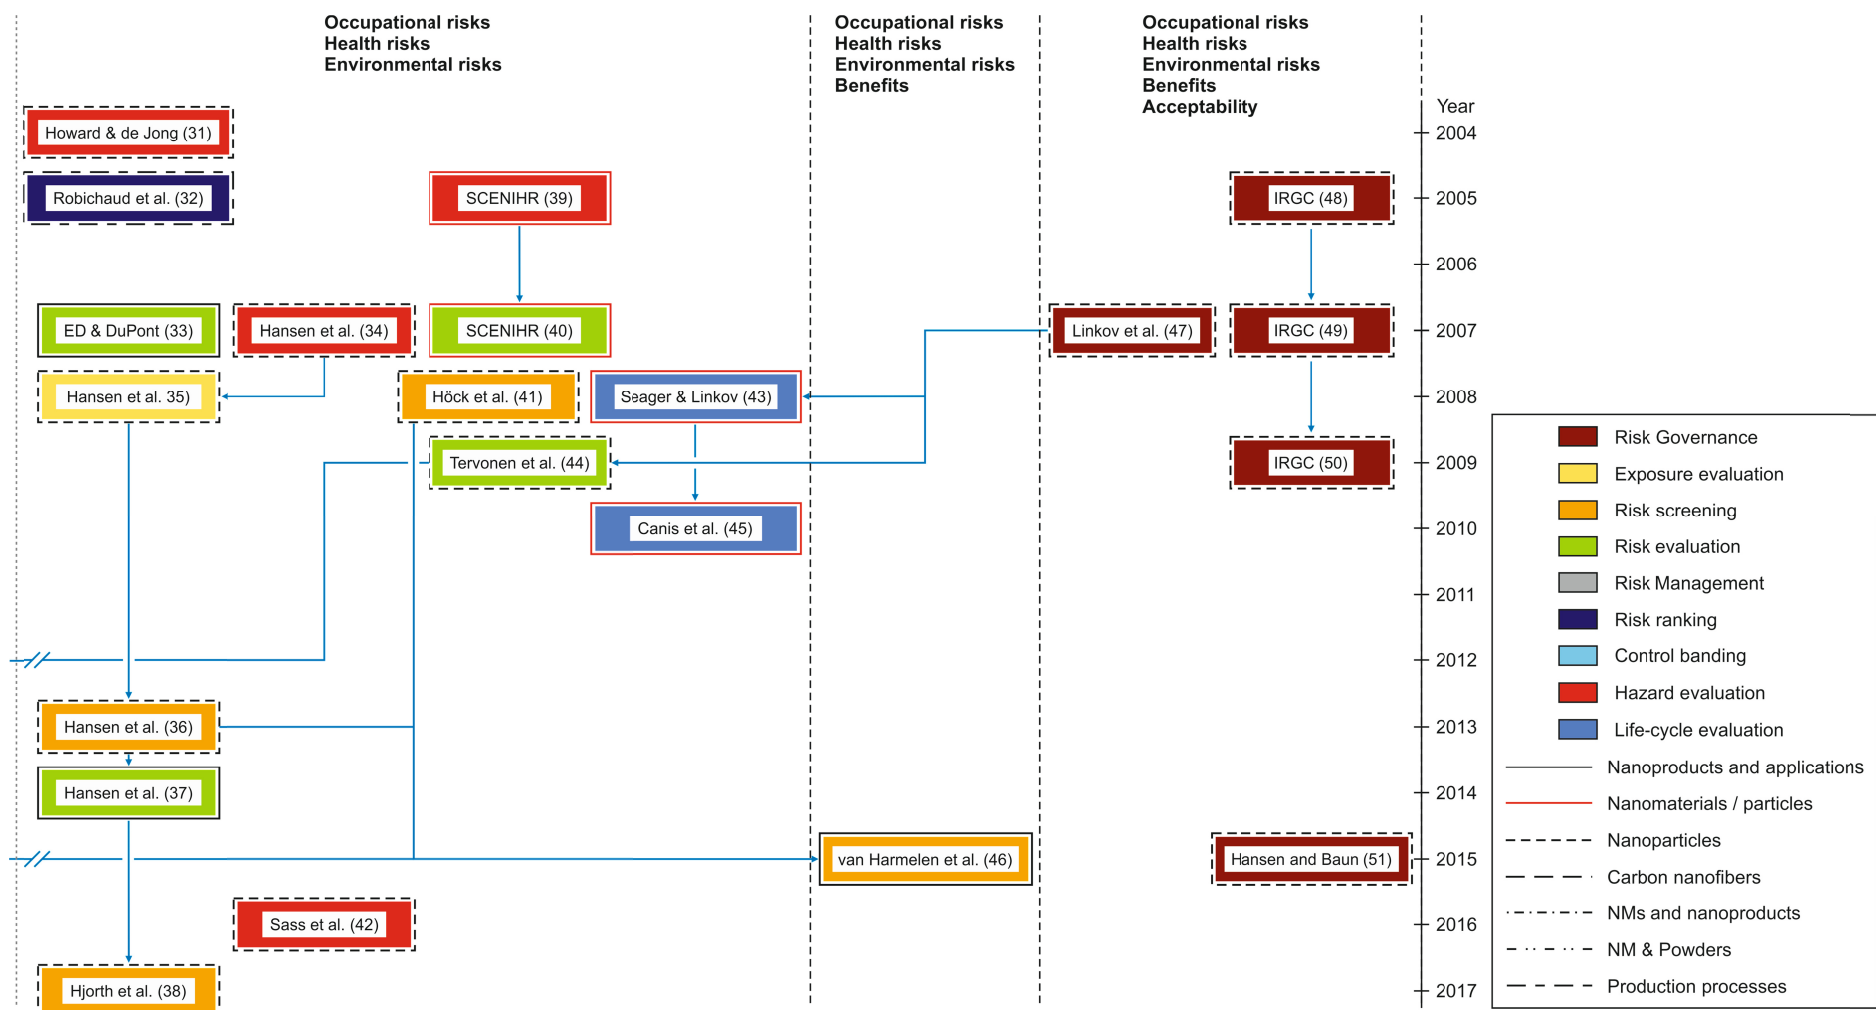 Occupational risks
Health risks
Environmental risks
Occupational risks
Health risks
Environmental risks
Benefits
Occupational risks
Health risks
Environmental risks
Benefits
Acceptability
Year
Howard & de Jong (31)
2004
Robichaud et al. (32)
SCENIHR (39)
IRGC (48)
2005
2006
ED & DuPont (33)
Hansen et al. (34)
SCENIHR (40)
Linkov et al. (47)
IRGC (49)
2007
Hansen et al. 35)
Höck et al. (41)
Seager & Linkov (43)
2008
Tervonen et al. (44)
IRGC (50)
2009
Canis et al. (45)
2010
2011
2012
Hansen et al. (36)
2013
Hansen et al. (37)
2014
van Harmelen et al. (46)
Hansen and Baun (51)
2015
Sass et al. (42)
2016
Hjorth et al. (38)
2017
Risk Governance
Exposure evaluation
Risk screening
Risk evaluation
Risk Management
Risk ranking
Control banding
Hazard evaluation
Life-cycle evaluation
Nanoproducts and applications
Nanomaterials / particles
Nanoparticles
Carbon nanofibers
NMs and nanoproducts
NM & Powders
Production processes